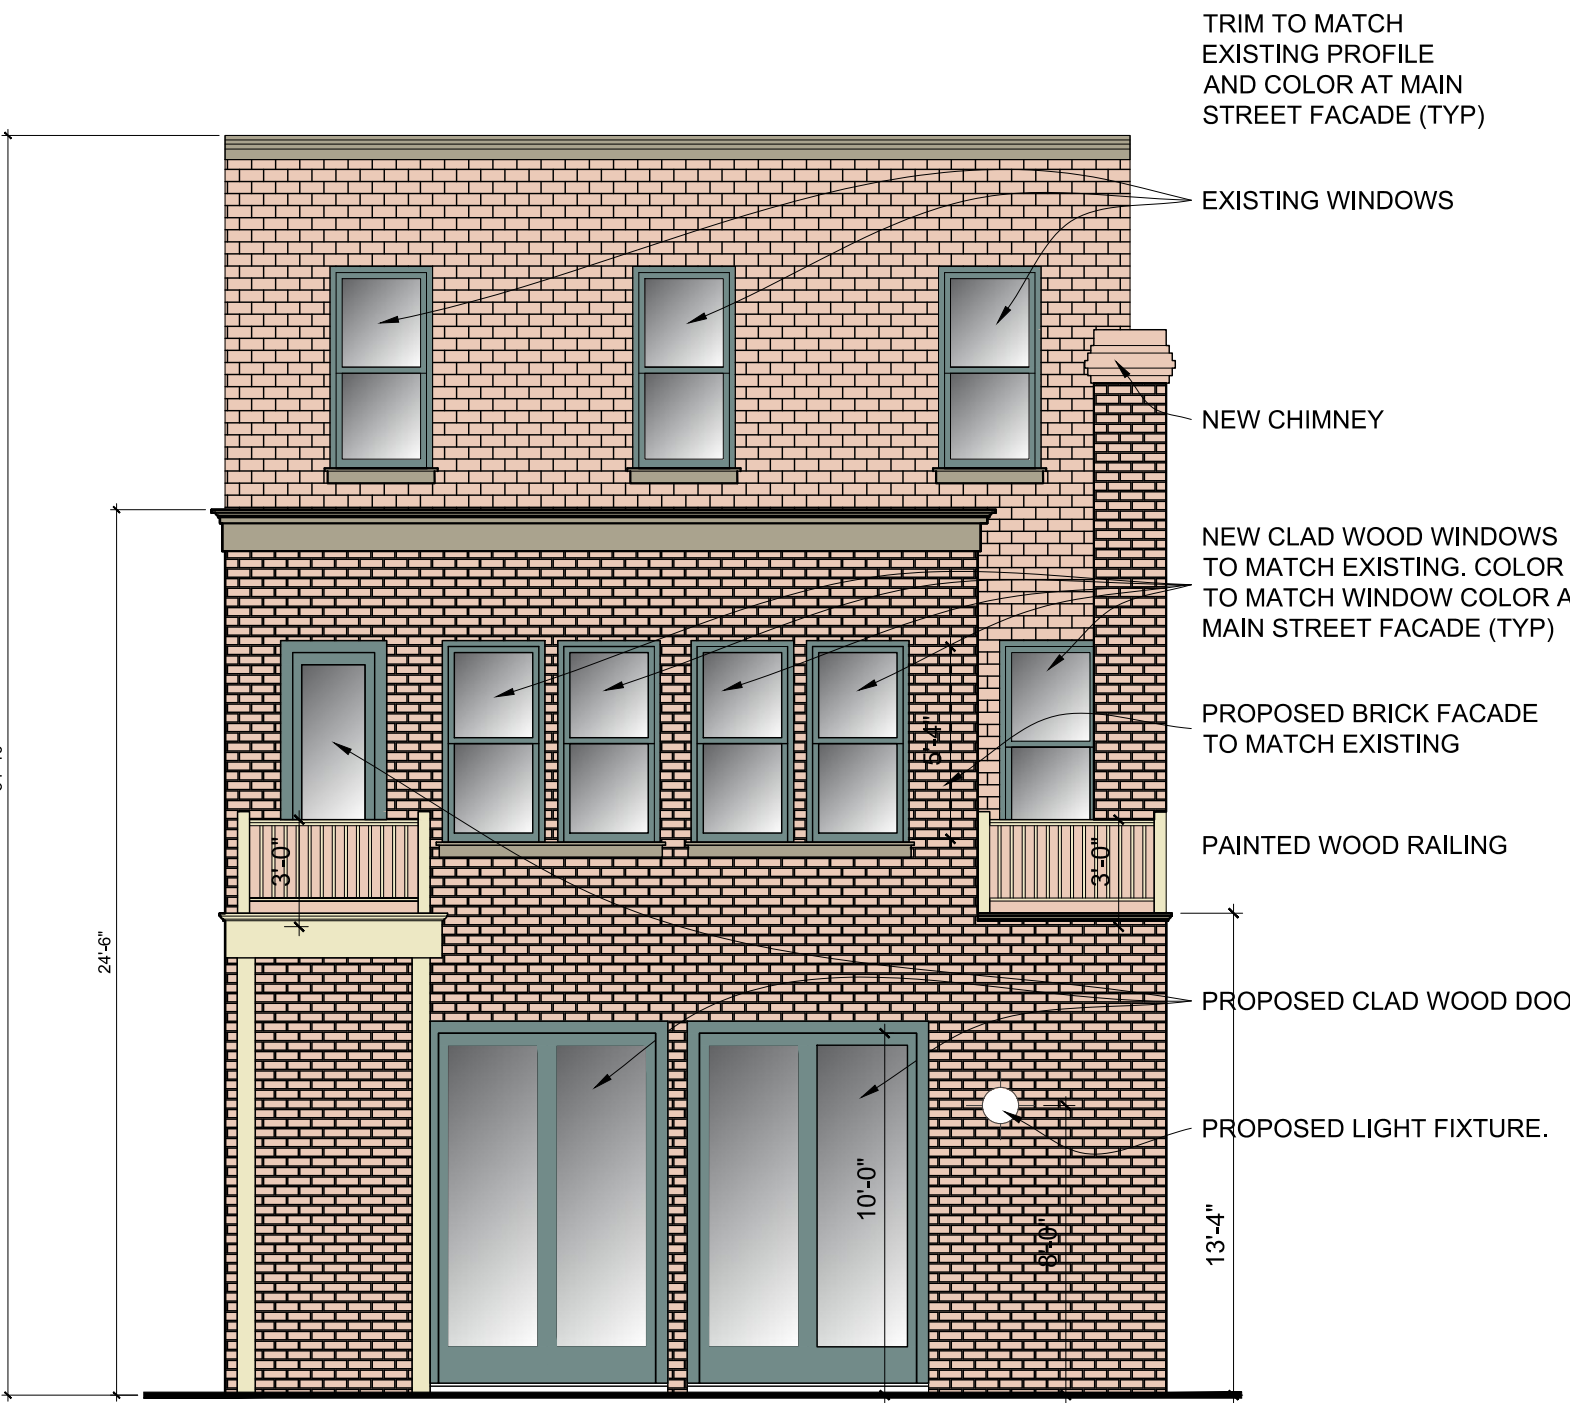 TRIM TO MATCH
EXISTING PROFILE
AND COLOR AT MAIN
STREET FACADE (TYP)
EXISTING WINDOWS
NEW CHIMNEY
NEW CLAD WOOD WINDOWS
TO MATCH EXISTING. COLOR
TO MATCH WINDOW COLOR A
MAIN STREET FACADE (TYP)
5'-4"
PROPOSED BRICK FACADE
TO MATCH EXISTING
3'-0"
3'-0"
PAINTED WOOD RAILING
24'-6"
PROPOSED CLAD WOOD DOO
PROPOSED LIGHT FIXTURE.
10'-0"
8'-0"
13'-4"